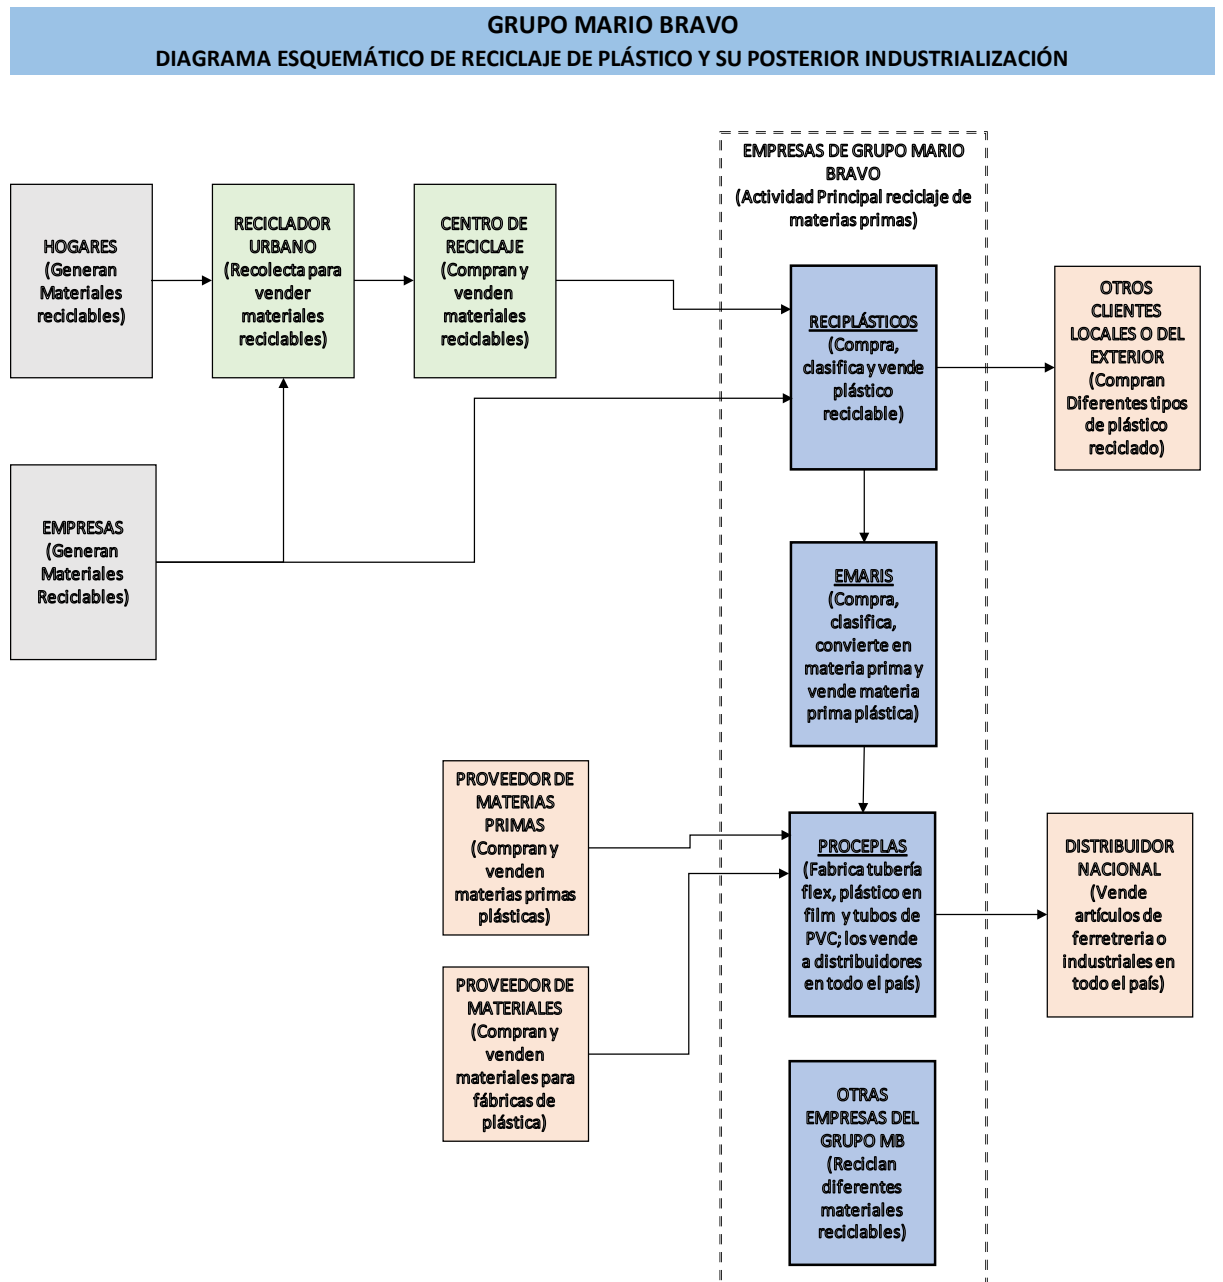 GRUPO MARIO BRAVO
DIAGRAMA ESQUEMÁTICO DE RECICLAJE DE PLÁSTICO Y SU POSTERIOR INDUSTRIALIZACIÓN
EMPRESAS DE GRUPO MARIO
BRAVO
(Actividad Principal reciclaje de
materias primas)
HOGARES
(Generan
Materiales
reciclables)
RECICLADOR
URBANO
(Recolecta para
vender
materiales
reciclables)
CENTRO DE
RECICLAJE
(Compran y
venden
materiales
reciclables)
RECIPLÁSTICOS
(Compra,
clasifica y vende
plástico
reciclable)
OTROS
CLIENTES
LOCALES O DEL
EXTERIOR
(Compran
Diferentes tipos
de plástico
reciclado)
EMPRESAS
(Generan
Materiales
Reciclables)
EMARIS
(Compra,
clasifica,
convierte en
materia prima y
vende materia
prima plástica)
PROVEEDOR DE
MATERIAS
PRIMAS
(Compran y
venden
materias primas
plásticas)
PROCEPLAS
(Fabrica tubería
flex, plástico en
film y tubos de
PVC; los vende
a distribuidores
en todo el país)
DISTRIBUIDOR
NACIONAL
(Vende
artículos de
ferretreria o
industriales en
todo el país)
PROVEEDOR DE
MATERIALES
(Compran y
venden
materiales para
fábricas de
plástica)
OTRAS
EMPRESAS DEL
GRUPO MB
(Reciclan
diferentes
materiales
reciclables)